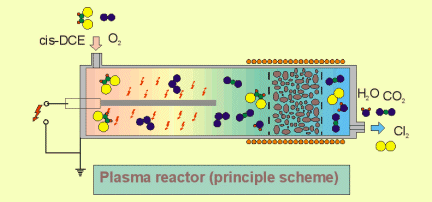 cis-DCE O₂
H₂O CO₂
Cl₂
Plasma reactor (principle scheme)